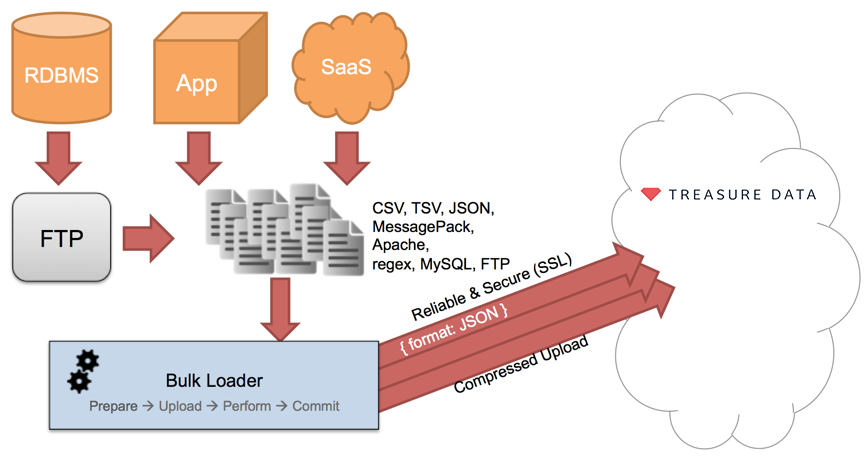 RDBMS
App
SaaS
FTP
CSV, TSV, JSON,
MessagePack,
Apache,
regex, MySQL, FTP
TREASURE DATA
Reliable & Secure (SSL)
{ format: JSON }
Compressed Upload
Bulk Loader
Prepare → Upload → Perform → Commit